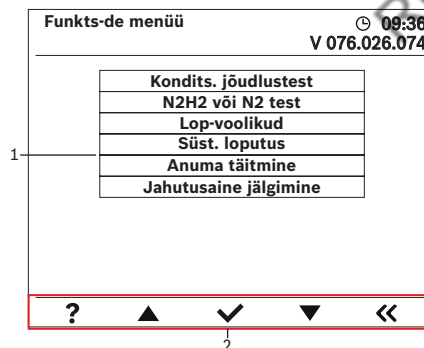 Funkts-de menüü
09:36
V 076.026.074
Kondits. jõudlustest
N2H2 või N2 test
Lop-voolikud
Süst. loputus
Anuma täitmine
Jahutusaine jälgimine
1
?
2